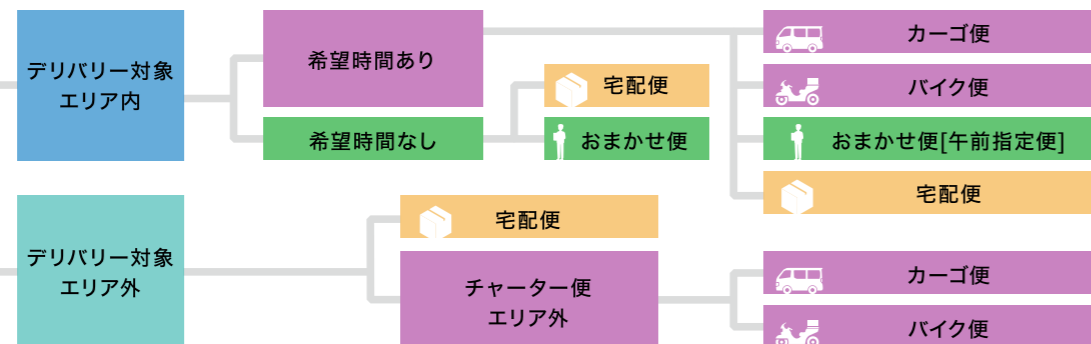 デリバリー対象
エリア内
希望時間あり
希望時間なし
宅配便
おまかせ便
カーゴ便
バイク便
おまかせ便[午前指定便]
宅配便
デリバリー対象
エリア外
宅配便
チャーター便
エリア外
カーゴ便
バイク便